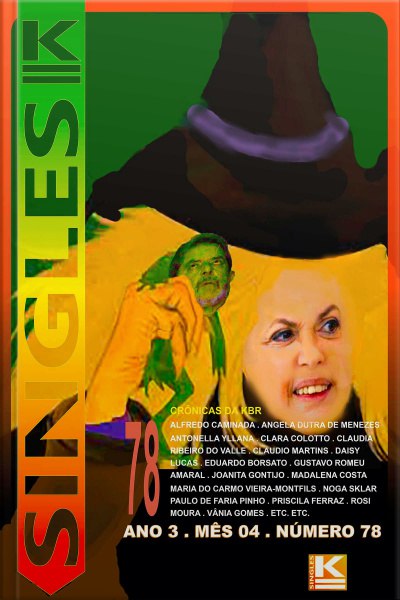 SINGLES K
CRÔNICAS DA KBR
ALFREDO CAMINADA . ANGELA DUTRA DE MENEZES
ANTONELLA YLLANA . CLARA COLOTTO . CLAUDIA
RIBEIRO DO VALLE . CLAUDIO MARTINS . DAISY
LUCAS . EDUARDO BORSATO . GUSTAVO ROMEU
AMARAL . JOANITA GONTIJO . MADALENA COSTA
MARIA DO CARMO VIEIRA-MONTFILS . NOGA SKLAR
PAULO DE FARIA PINHO . PRISCILA FERRAZ . ROSI
MOURA . VÂNIA GOMES . ETC. ETC.
78
ANO 3 . MÊS 04 . NÚMERO 78
SINGLES K